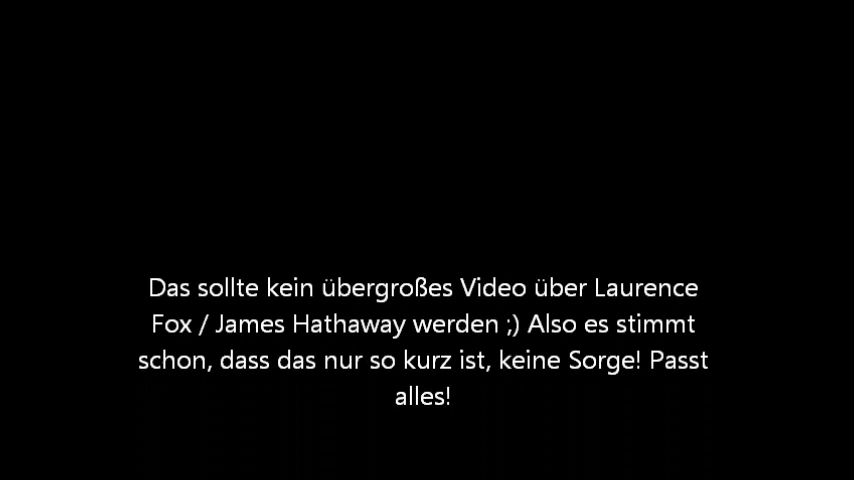 Das sollte kein übergroßes Video über Laurence
Fox / James Hathaway werden ;) Also es stimmt
schon, dass das nur so kurz ist, keine Sorge! Passt
alles!